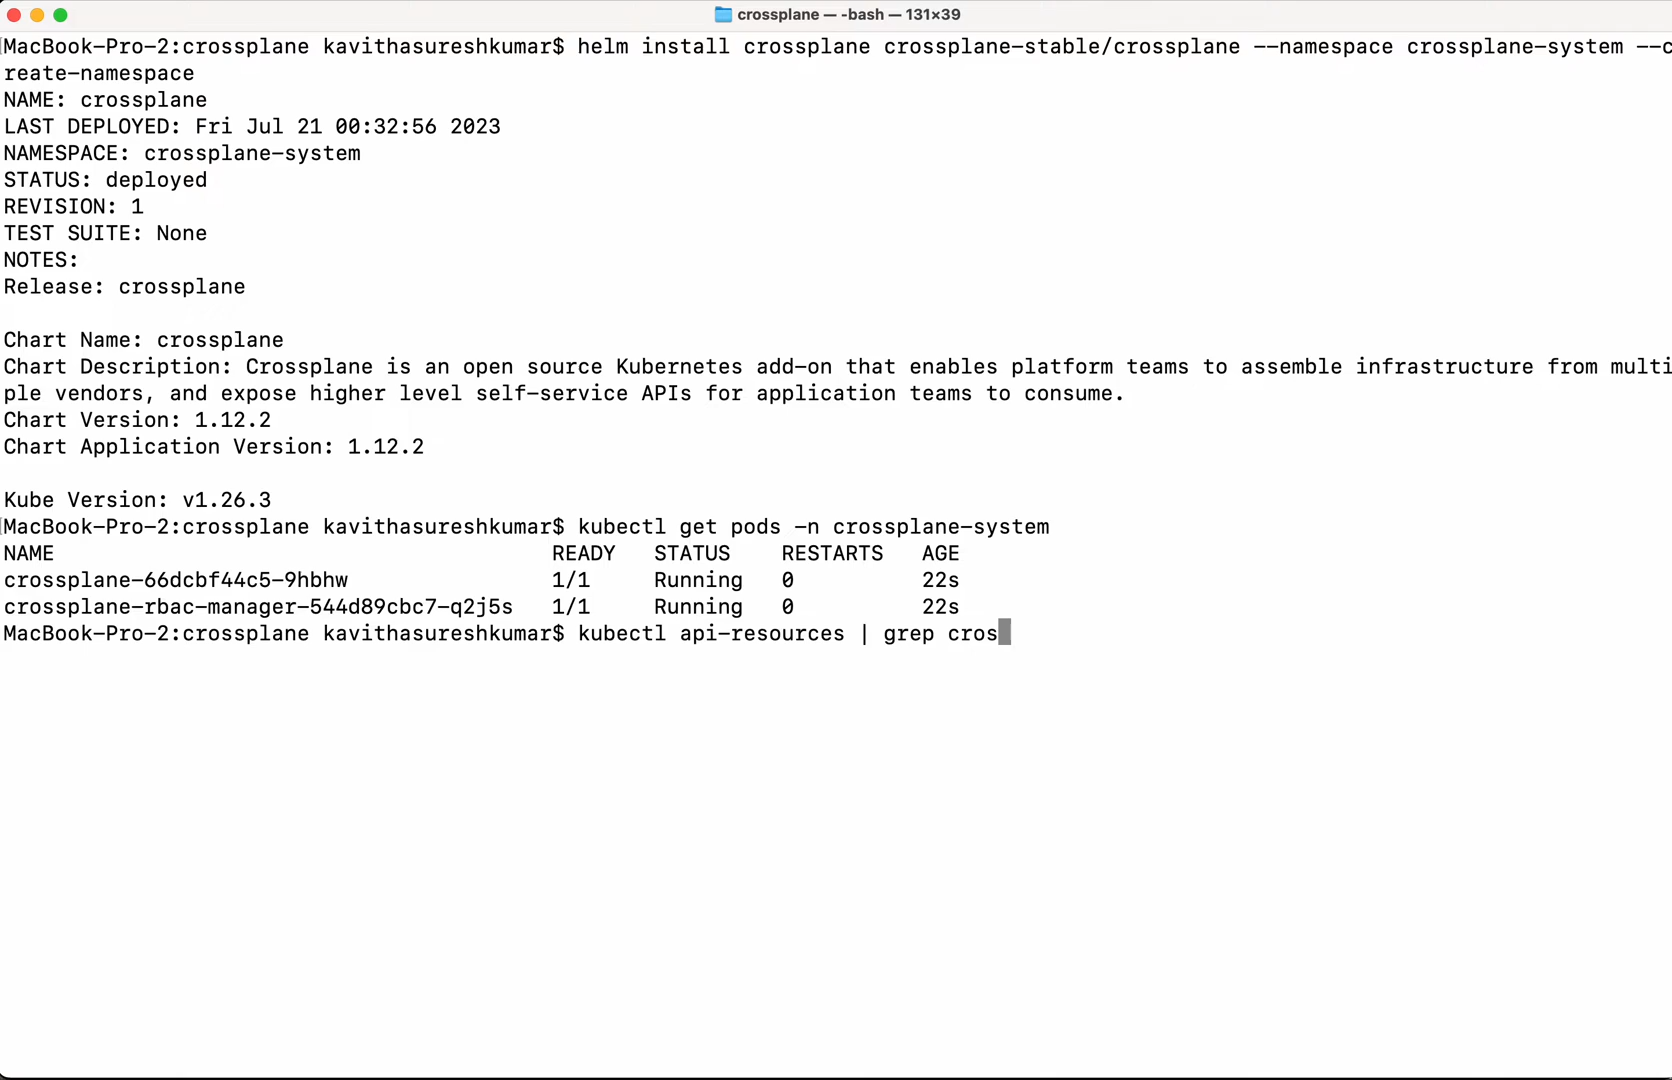 crossplane — -bash — 131×39
MacBook-Pro-2:crossplane kavithasureshkumar$ helm install crossplane crossplane-stable/crossplane --namespace crossplane-system --c
reate-namespace
NAME: crossplane
LAST DEPLOYED: Fri Jul 21 00:32:56 2023
NAMESPACE: crossplane-system
STATUS: deployed
REVISION: 1
TEST SUITE: None
NOTES:
Release: crossplane
Chart Name: crossplane
Chart Description: Crossplane is an open source Kubernetes add-on that enables platform teams to assemble infrastructure from multi
ple vendors, and expose higher level self-service APIs for application teams to consume.
Chart Version: 1.12.2
Chart Application Version: 1.12.2
Kube Version: v1.26.3
MacBook-Pro-2:crossplane kavithasureshkumar$ kubectl get pods -n crossplane-system
NAME READY STATUS RESTARTS AGE
crossplane-66dcbf44c5-9hbhw 1/1 Running 0 22s
crossplane-rbac-manager-544d89cbc7-q2j5s 1/1 Running 0 22s
MacBook-Pro-2:crossplane kavithasureshkumar$ kubectl api-resources | grep cros